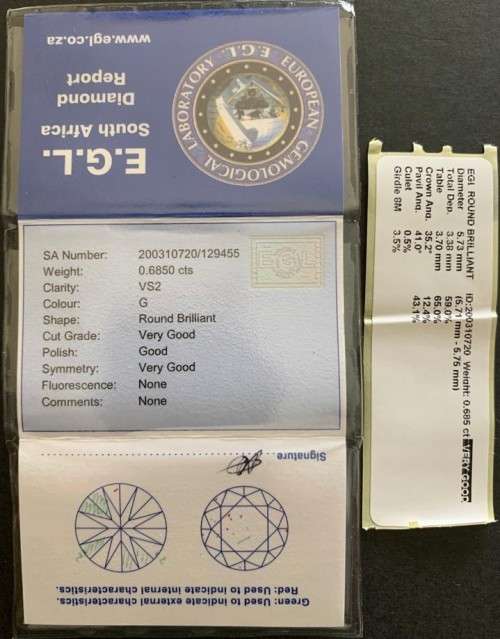 E.G.L.
South Africa
Diamond
Report
www.egl.co.za
EUROPEAN GEMOLOGICAL LABORATORY
E.G.L.
SA Number: 200310720/129455
Weight: 0.6850 cts
Clarity: VS2
Colour: G
Shape: Round Brilliant
Cut Grade: Very Good
Polish: Good
Symmetry: Very Good
Fluorescence: None
Comments: None
EGL
Green: Used to indicate external characteristics.
Red: Used to indicate internal characteristics.
Signature
EGI ROUND BRILLIANT ID:200310720 Weight: 0.685 ct VERY GOOD
Diameter 5.73 mm (5.71 mm - 5.75 mm)
Total Dep. 3.38 mm 59.0%
Table 3.70 mm 65.0%
Crown Ang. 35.2° 12.4%
Pavil Ang. 41.0° 43.1%
Culet 0.5%
Girdle SM 3.5%